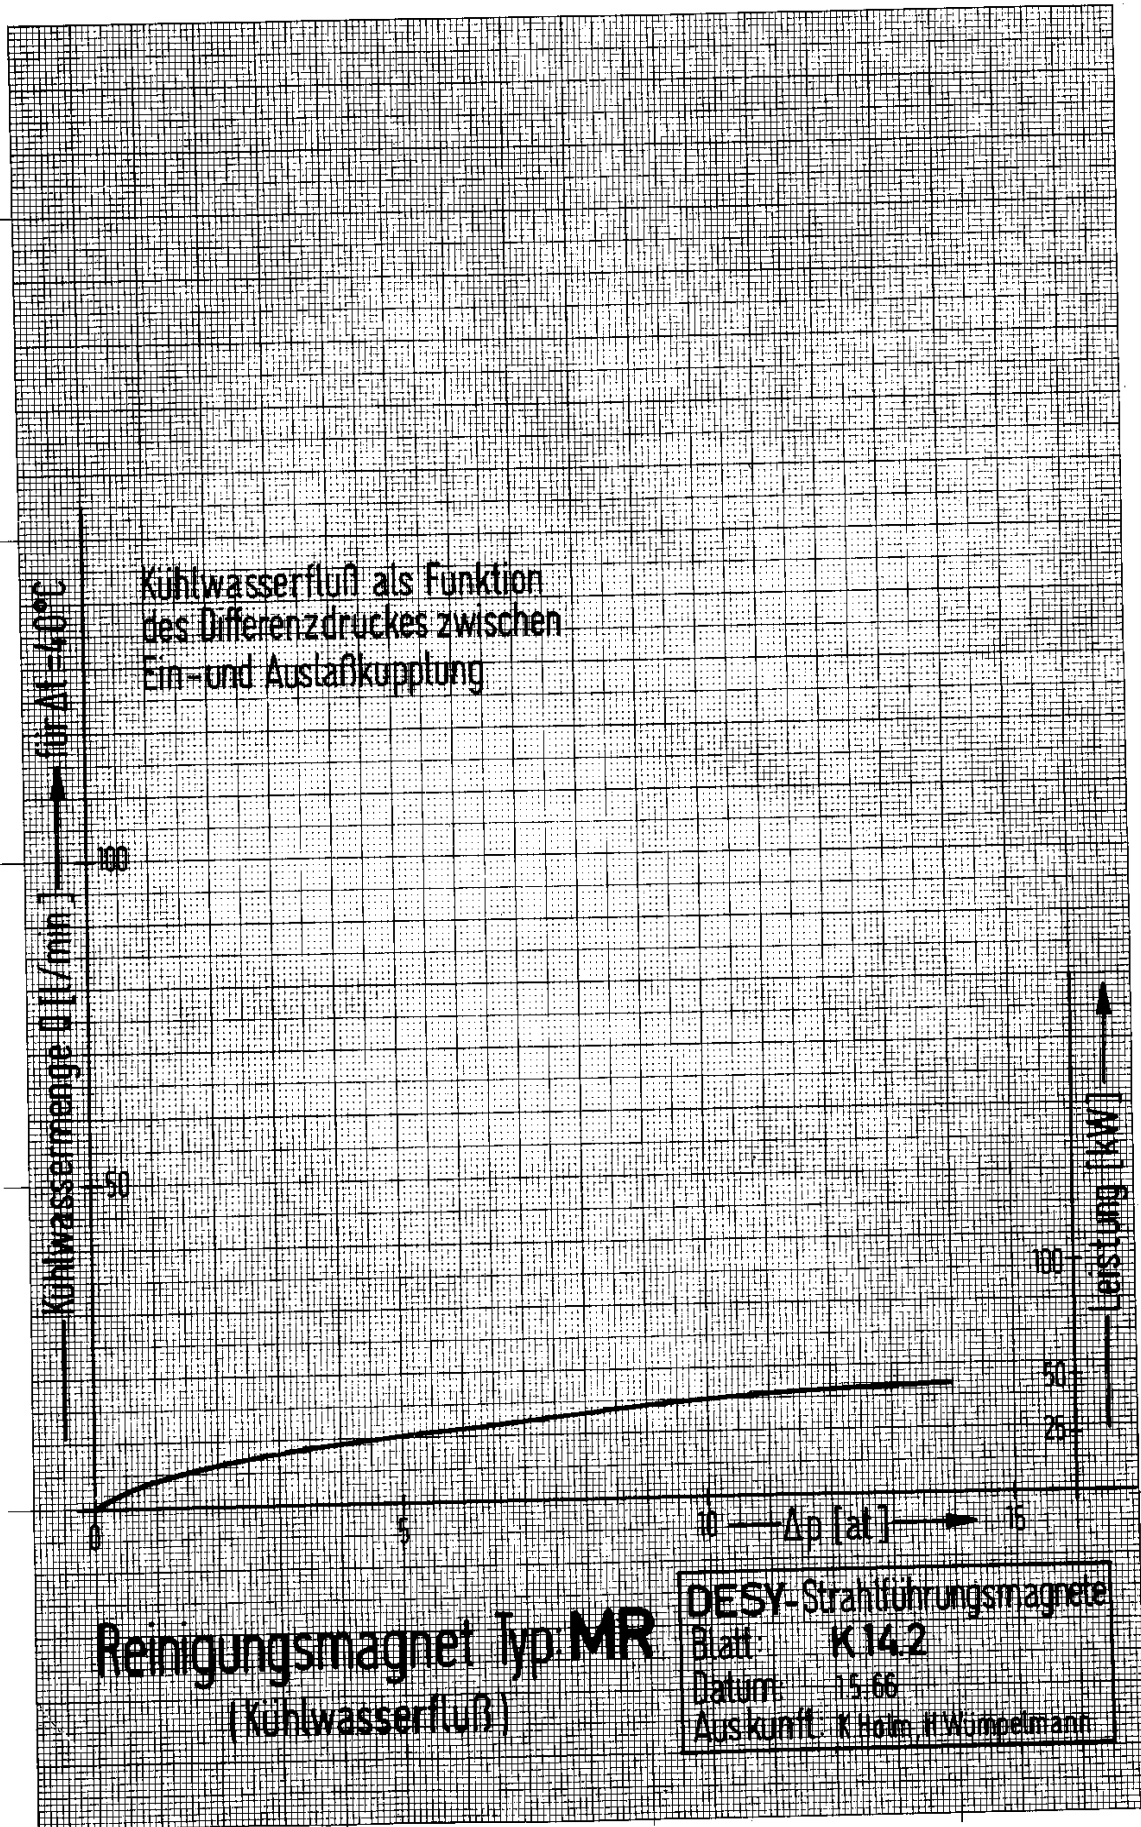 Kühlwasserfluß als Funktion
des Differenzdruckes zwischen
Ein- und Auslaßkupplung
Kühlwassermenge Q [l/min] für Δt=40°C
100
50
Leistung [kW]
100
50
25
0
5
10
Δp [at]
15
Reinigungsmagnet Typ: MR
(Kühlwasserfluß)
DESY-Strahlführungsmagnete
Blatt: K 14.2
Datum: 1.5.66
Auskunft: K Holm, H Wümpelmann